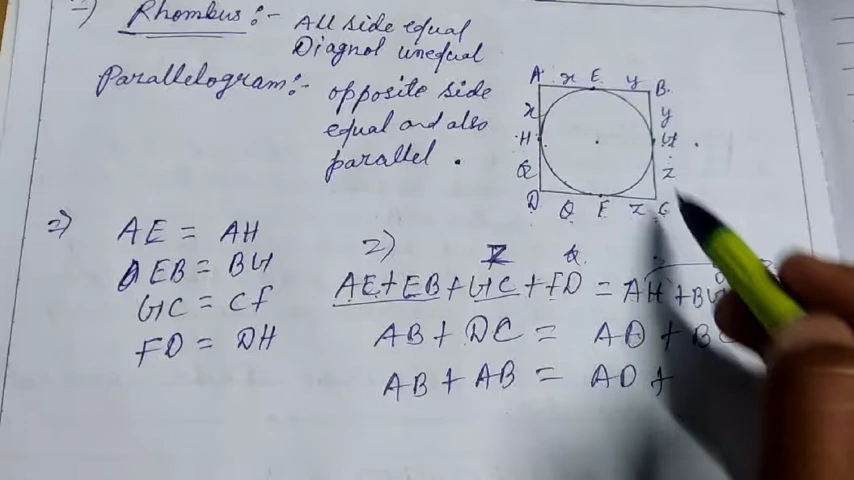 Rhombus :- All side equal
Diagnol unequal
Parallelogram :- opposite side
equal and also
parallel .
A x E y B
x y
H G
Q z
D Q F z C
=) AE = AH
EB = BG
GC = CF
FD = DH
2)
z Q
AE + EB + GC + FD = AH + BG
AB + DC = AD + BC
AB + AB = AD +